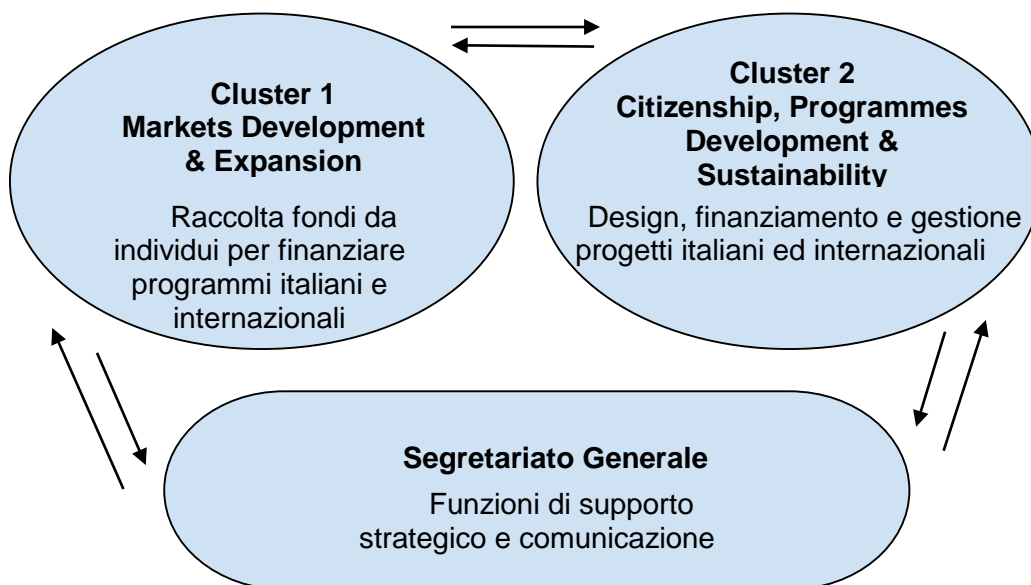 Cluster 1
Markets Development
& Expansion
Raccolta fondi da
individui per finanziare
programmi italiani e
internazionali
Cluster 2
Citizenship, Programmes
Development &
Sustainability
Design, finanziamento e gestione
progetti italiani ed internazionali
Segretariato Generale
Funzioni di supporto
strategico e comunicazione